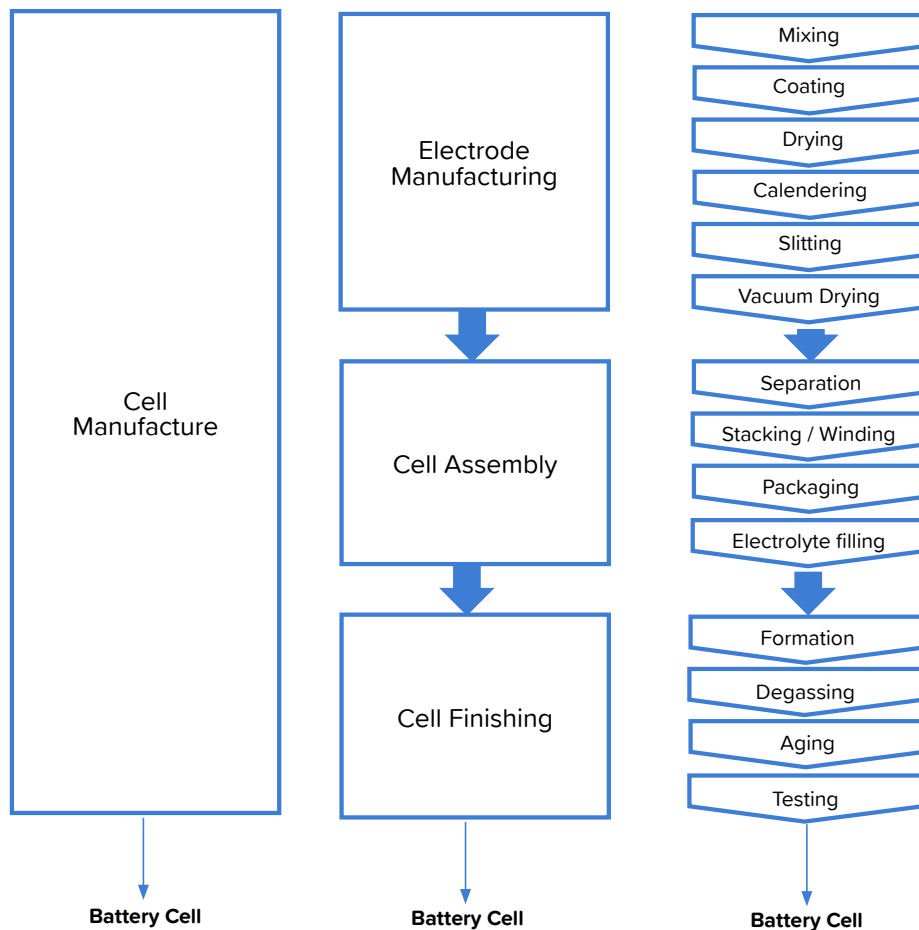 Cell
Manufacture
Battery Cell
Electrode
Manufacturing
Cell Assembly
Cell Finishing
Battery Cell
Mixing
Coating
Drying
Calendering
Slitting
Vacuum Drying
Separation
Stacking / Winding
Packaging
Electrolyte filling
Formation
Degassing
Aging
Testing
Battery Cell